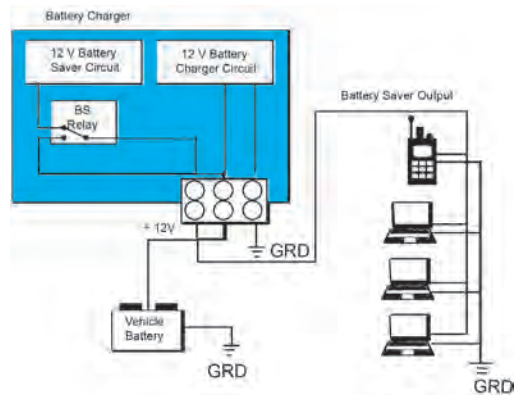 Battery Charger
12 V Battery
Saver Circuit
12 V Battery
Charger Circuit
BS
Relay
Battery Saver Output
+ 12V
GRD
Vehicle
Battery
GRD
GRD